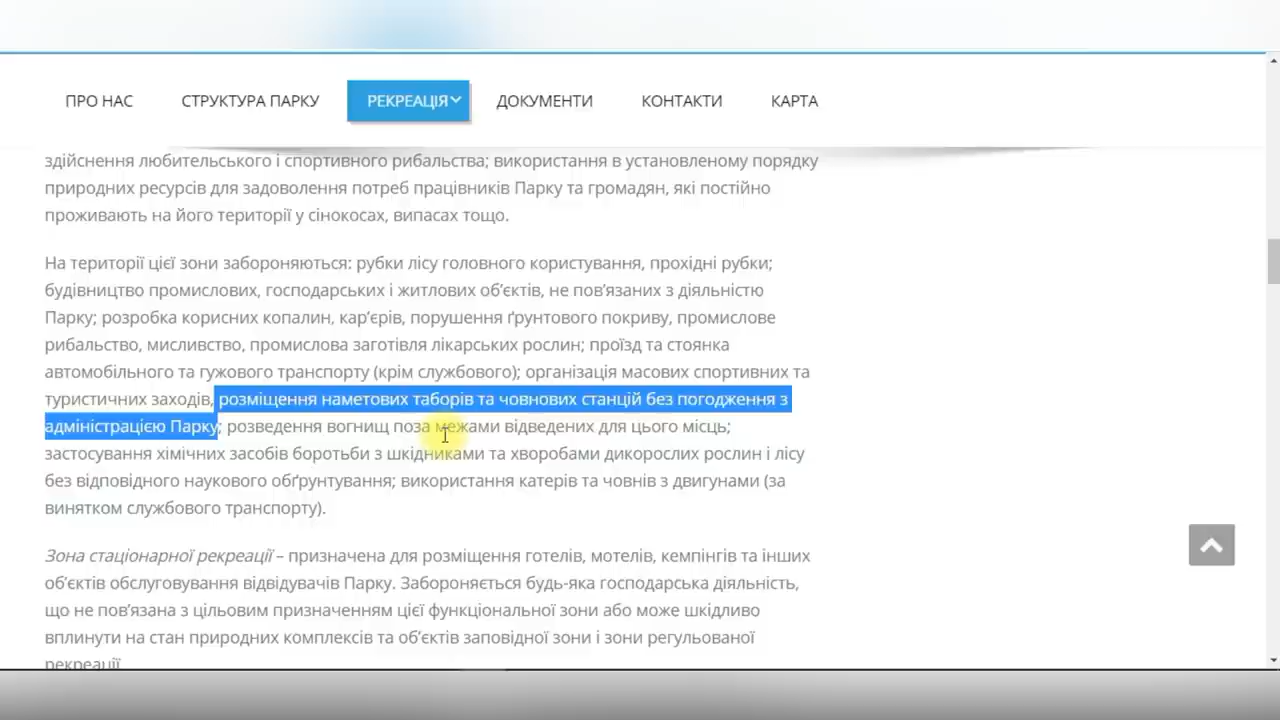 ПРО НАС СТРУКТУРА ПАРКУ РЕКРЕАЦІЯ ДОКУМЕНТИ КОНТАКТИ КАРТА
здійснення любительського і спортивного рибальства; використання в установленому порядку
природних ресурсів для задоволення потреб працівників Парку та громадян, які постійно
проживають на його території у сінокосах, випасах тощо.
На території цієї зони забороняються: рубки лісу головного користування, прохідні рубки;
будівництво промислових, господарських і житлових об’єктів, не пов’язаних з діяльністю
Парку; розробка корисних копалин, кар’єрів, порушення ґрунтового покриву, промислове
рибальство, мисливство, промислова заготівля лікарських рослин; проїзд та стоянка
автомобільного та гужового транспорту (крім службового); організація масових спортивних та
туристичних заходів, розміщення наметових таборів та човнових станцій без погодження з
адміністрацією Парку; розведення вогнищ поза межами відведених для цього місць;
застосування хімічних засобів боротьби з шкідниками та хворобами дикорослих рослин і лісу
без відповідного наукового обґрунтування; використання катерів та човнів з двигунами (за
винятком службового транспорту).
Зона стаціонарної рекреації – призначена для розміщення готелів, мотелів, кемпінгів та інших
об’єктів обслуговування відвідувачів Парку. Забороняється будь-яка господарська діяльність,
що не пов’язана з цільовим призначенням цієї функціональної зони або може шкідливо
вплинути на стан природних комплексів та об’єктів заповідної зони і зони регульованої
рекреації.